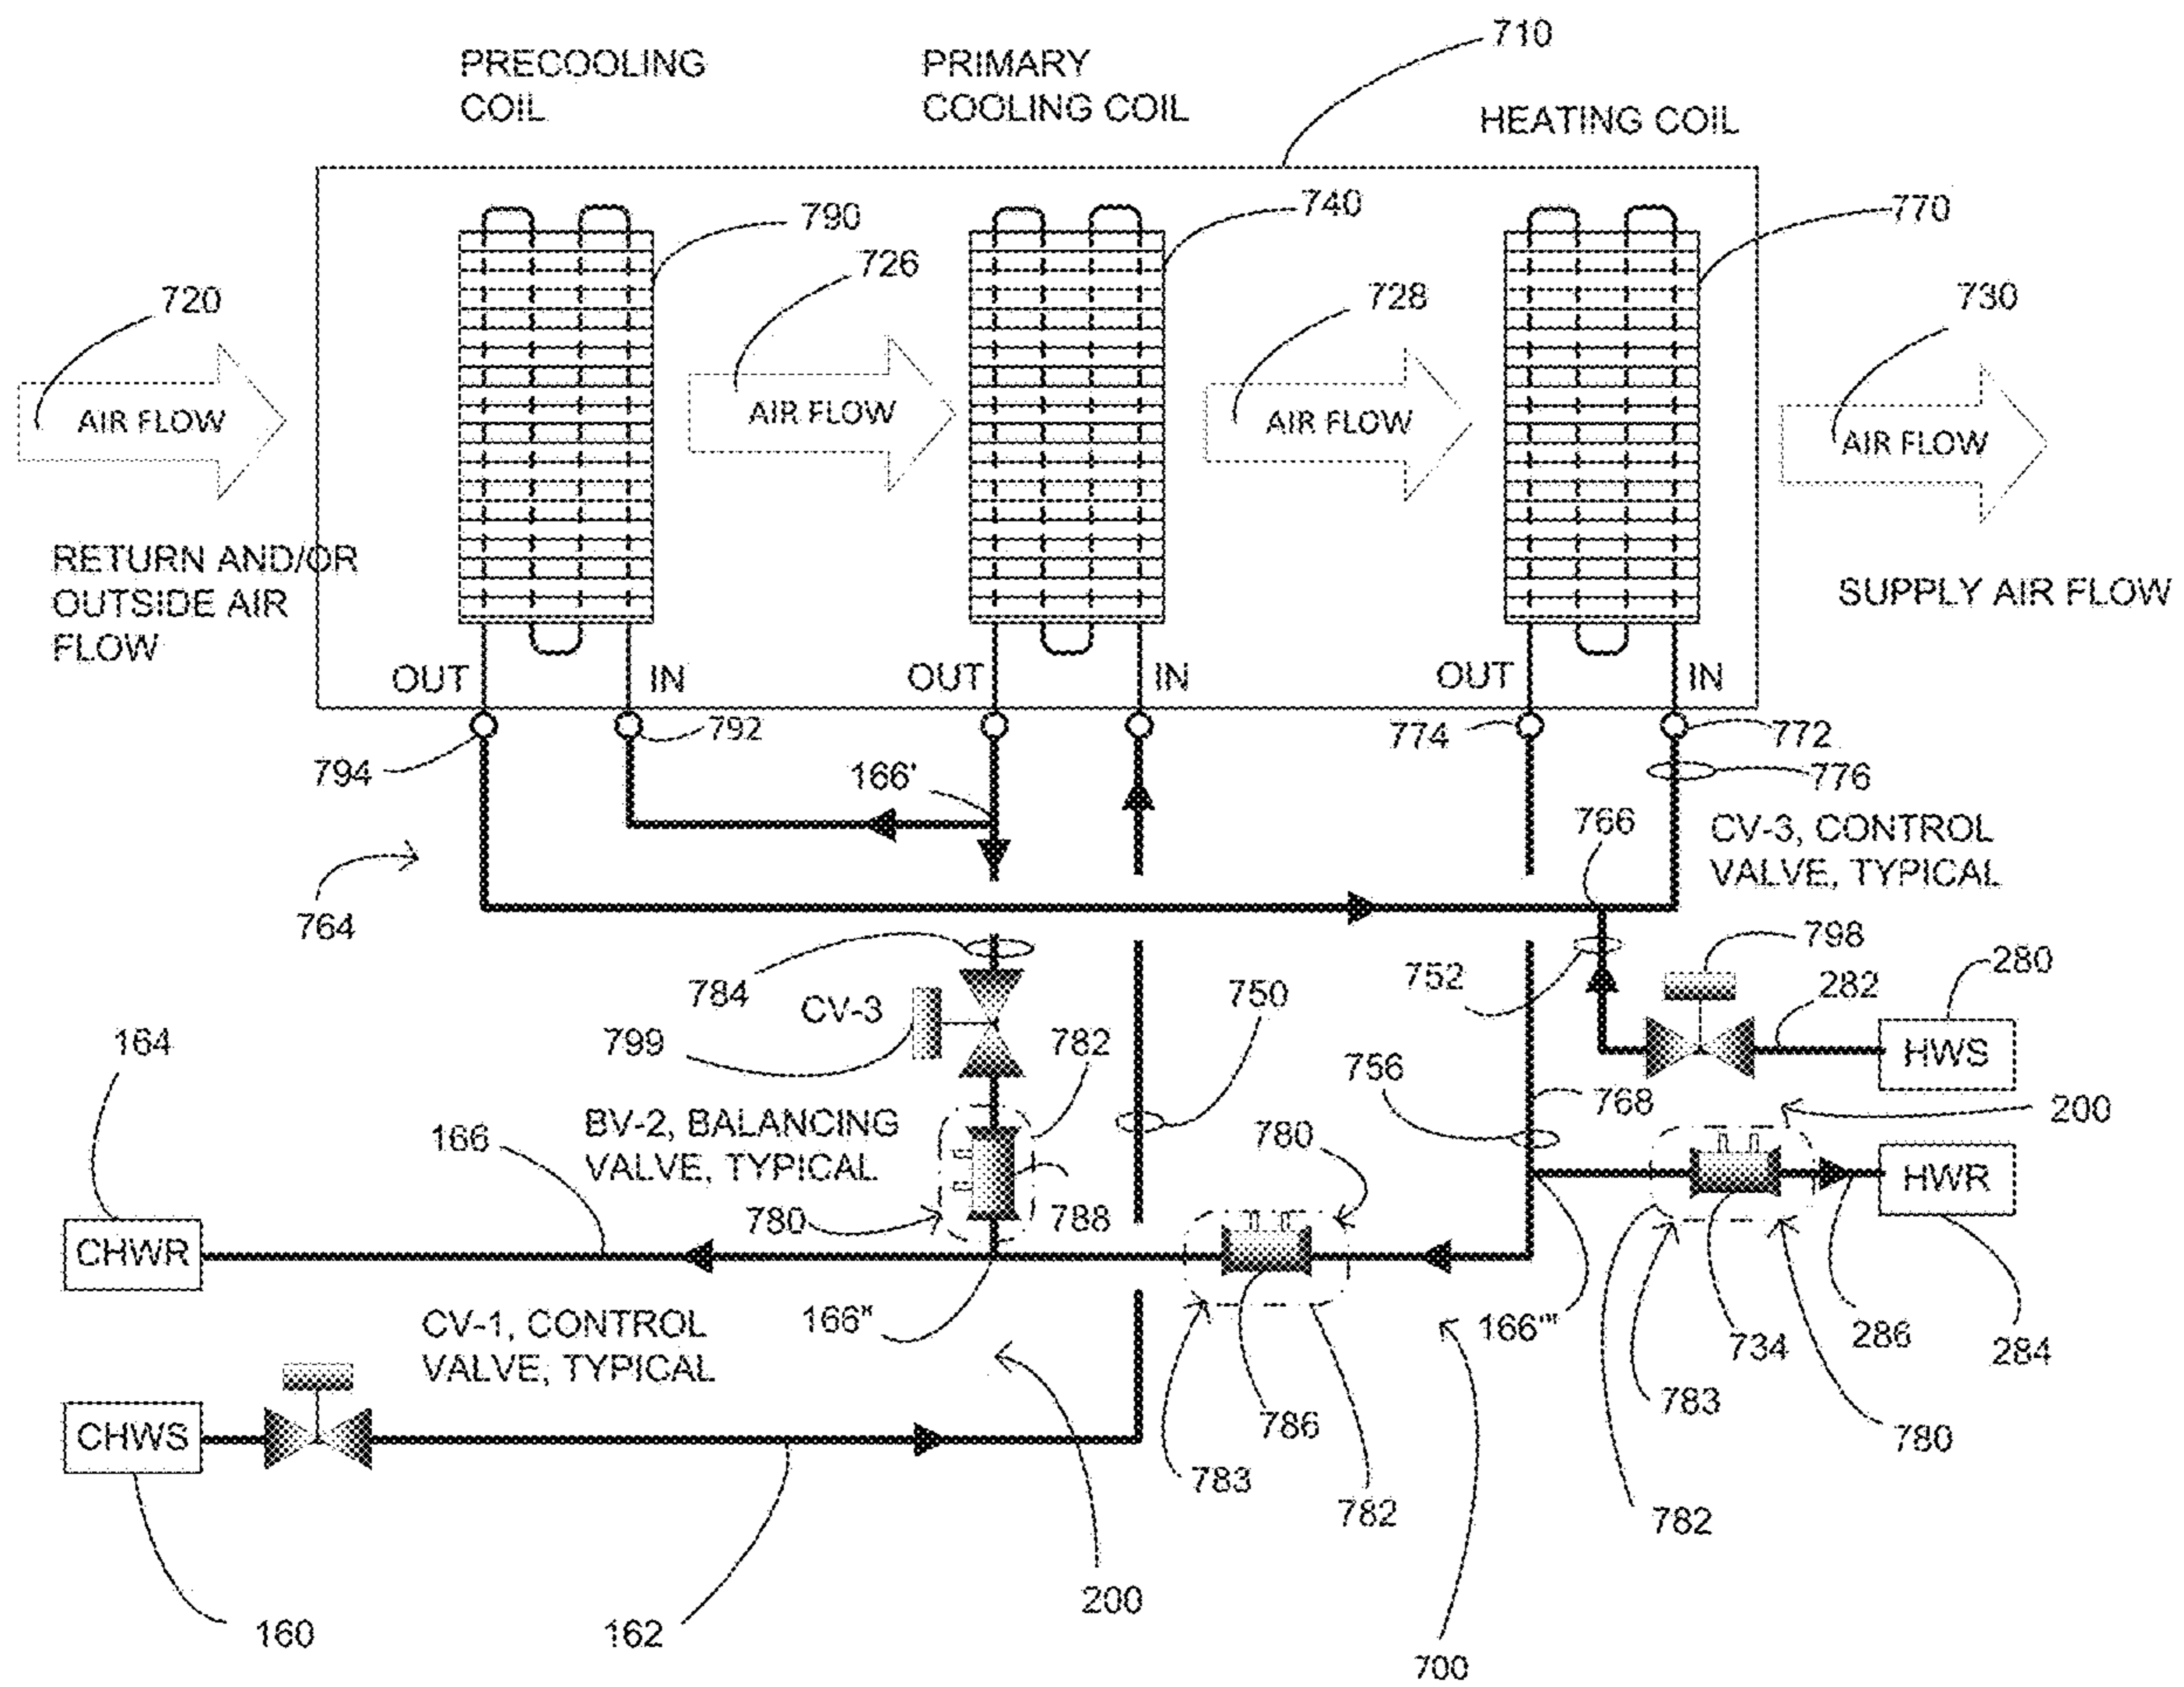 710
PRECOOLING
COIL
PRIMARY
COOLING COIL
HEATING COIL
790
740
770
720
726
728
730
AIR FLOW
AIR FLOW
AIR FLOW
AIR FLOW
RETURN AND/OR
OUTSIDE AIR
FLOW
SUPPLY AIR FLOW
OUT
IN
OUT
IN
OUT
IN
794
792
166'
774
772
776
766
CV-3, CONTROL
VALVE, TYPICAL
764
784
CV-3
799
782
750
752
798
282
280
HWS
164
166
BV-2, BALANCING
VALVE, TYPICAL
780
788
780
756
768
200
HWR
CHWR
166"
CV-1, CONTROL
VALVE, TYPICAL
166'''
734
286
284
783
780
786
783
782
782
CHWS
160
162
200
700